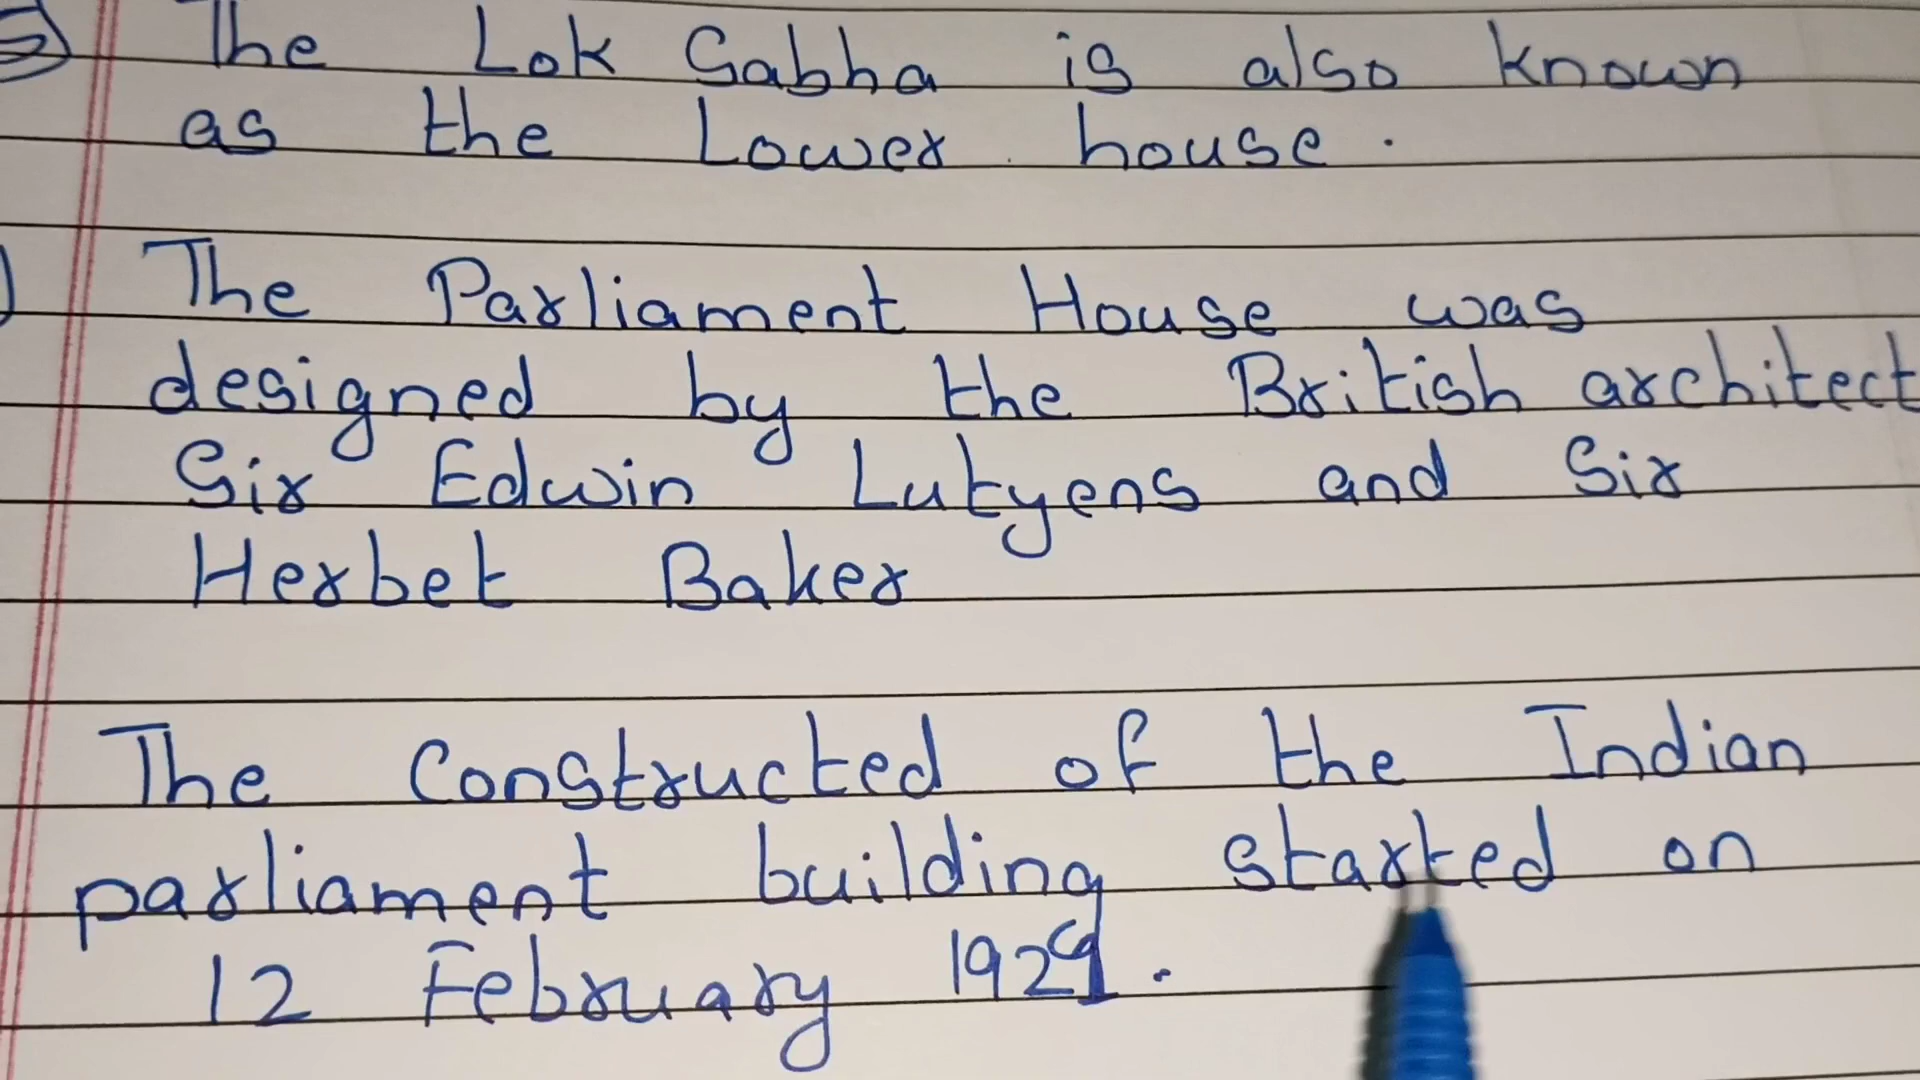 5) The Lok Sabha is also known
as the Lower house.
) The Parliament House was
designed by the British architect
Sir Edwin Lutyens and Sir
Herbet Baker
The Constructed of the Indian
parliament building started on
12 February